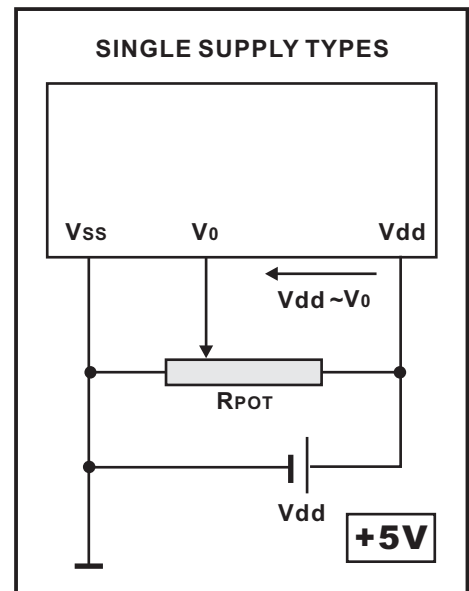 SINGLE SUPPLY TYPES
Vss V0 Vdd
Vdd ~V0
RPOT
Vdd
+5V